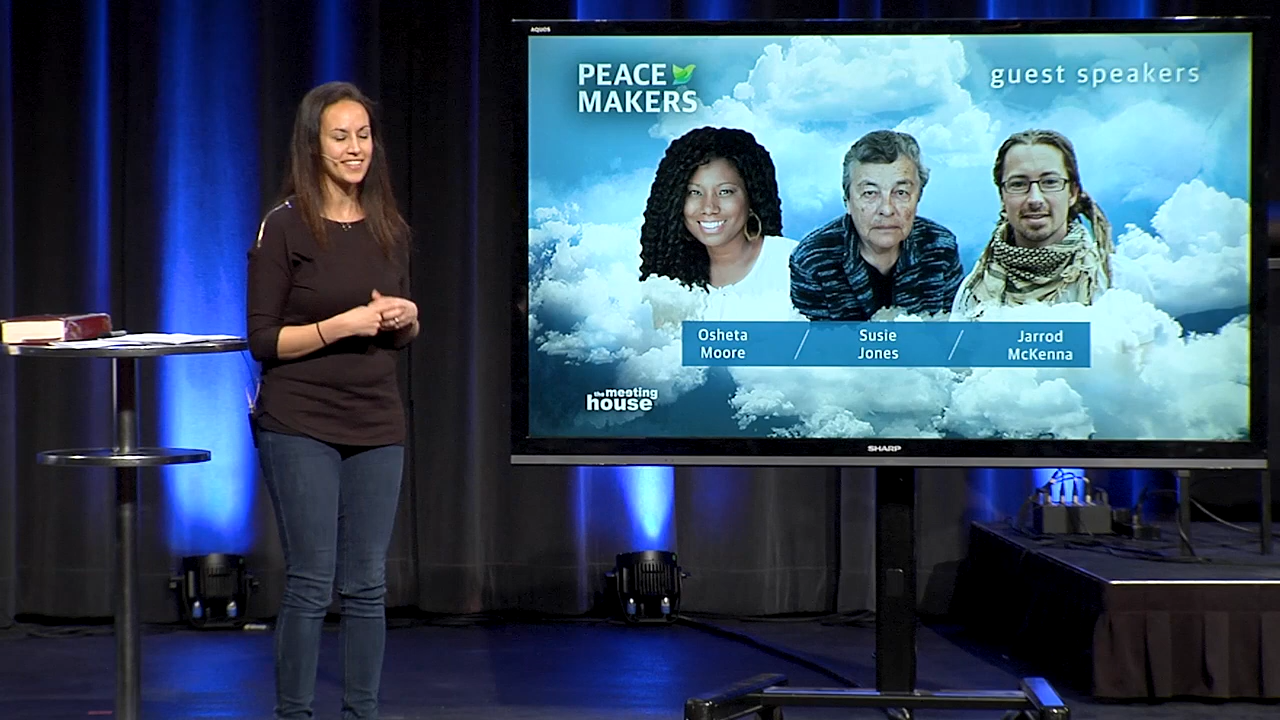 AQUOS
PEACE
MAKERS
guest speakers
Osheta
Moore
/
Susie
Jones
/
Jarrod
McKenna
the meeting
house
SHARP